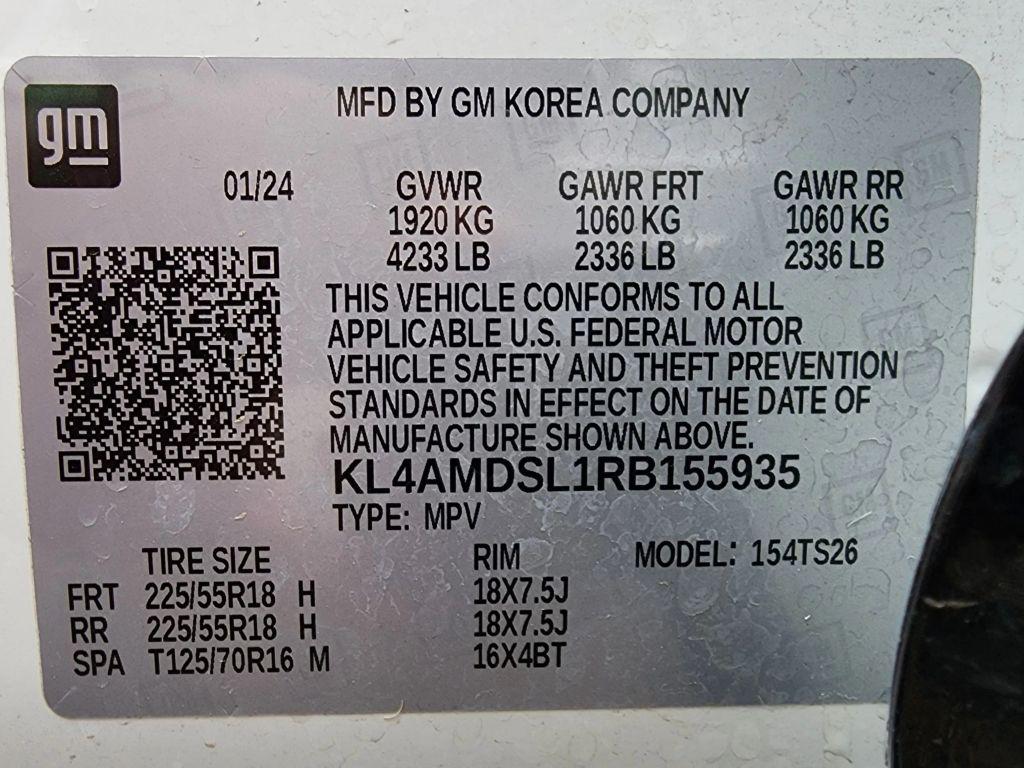 gm
MFD BY GM KOREA COMPANY
01/24 GVWR GAWR FRT GAWR RR
1920 KG 1060 KG 1060 KG
4233 LB 2336 LB 2336 LB
THIS VEHICLE CONFORMS TO ALL
APPLICABLE U.S. FEDERAL MOTOR
VEHICLE SAFETY AND THEFT PREVENTION
STANDARDS IN EFFECT ON THE DATE OF
MANUFACTURE SHOWN ABOVE.
KL4AMDSL1RB155935
TYPE: MPV
TIRE SIZE RIM MODEL: 154TS26
FRT 225/55R18 H 18X7.5J
RR 225/55R18 H 18X7.5J
SPA T125/70R16 M 16X4BT